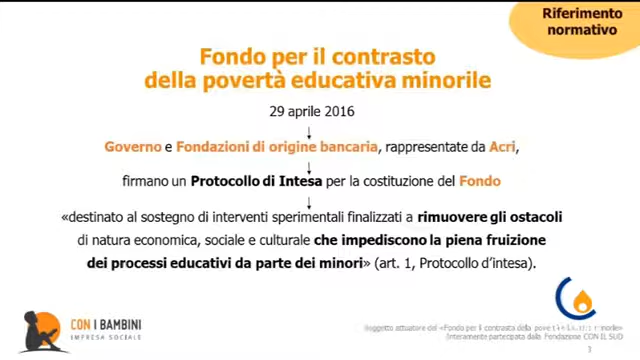 Riferimento
normativo
Fondo per il contrasto
della povertà educativa minorile
29 aprile 2016
Governo e Fondazioni di origine bancaria, rappresentate da Acri,
firmano un Protocollo di Intesa per la costituzione del Fondo
«destinato al sostegno di interventi sperimentali finalizzati a rimuovere gli ostacoli
di natura economica, sociale e culturale che impediscono la piena fruizione
dei processi educativi da parte dei minori» (art. 1, Protocollo d'intesa).
CON I BAMBINI
IMPRESA SOCIALE
Soggetto attuatore del «Fondo per il contrasto della povertà minorile»
Interamente partecipata dalla Fondazione CON IL SUD
3